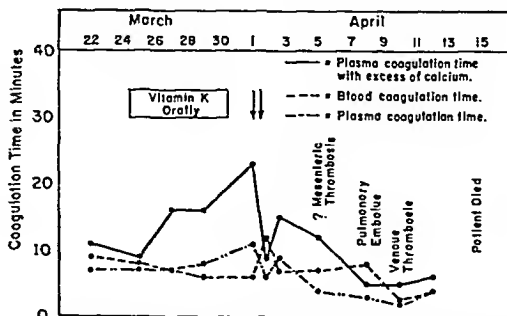 March April
22 24 26 28 30 1 3 5 7 9 11 13 15
40
30
20
10
0
Coagulation Time in Minutes
Plasma coagulation time
with excess of calcium.
Blood coagulation time.
Plasma coagulation time.
Vitamin K
Orally
? Mesenteric
Thrombosis
Pulmonary
Embolus
Venous
Thrombosis
Patient Died